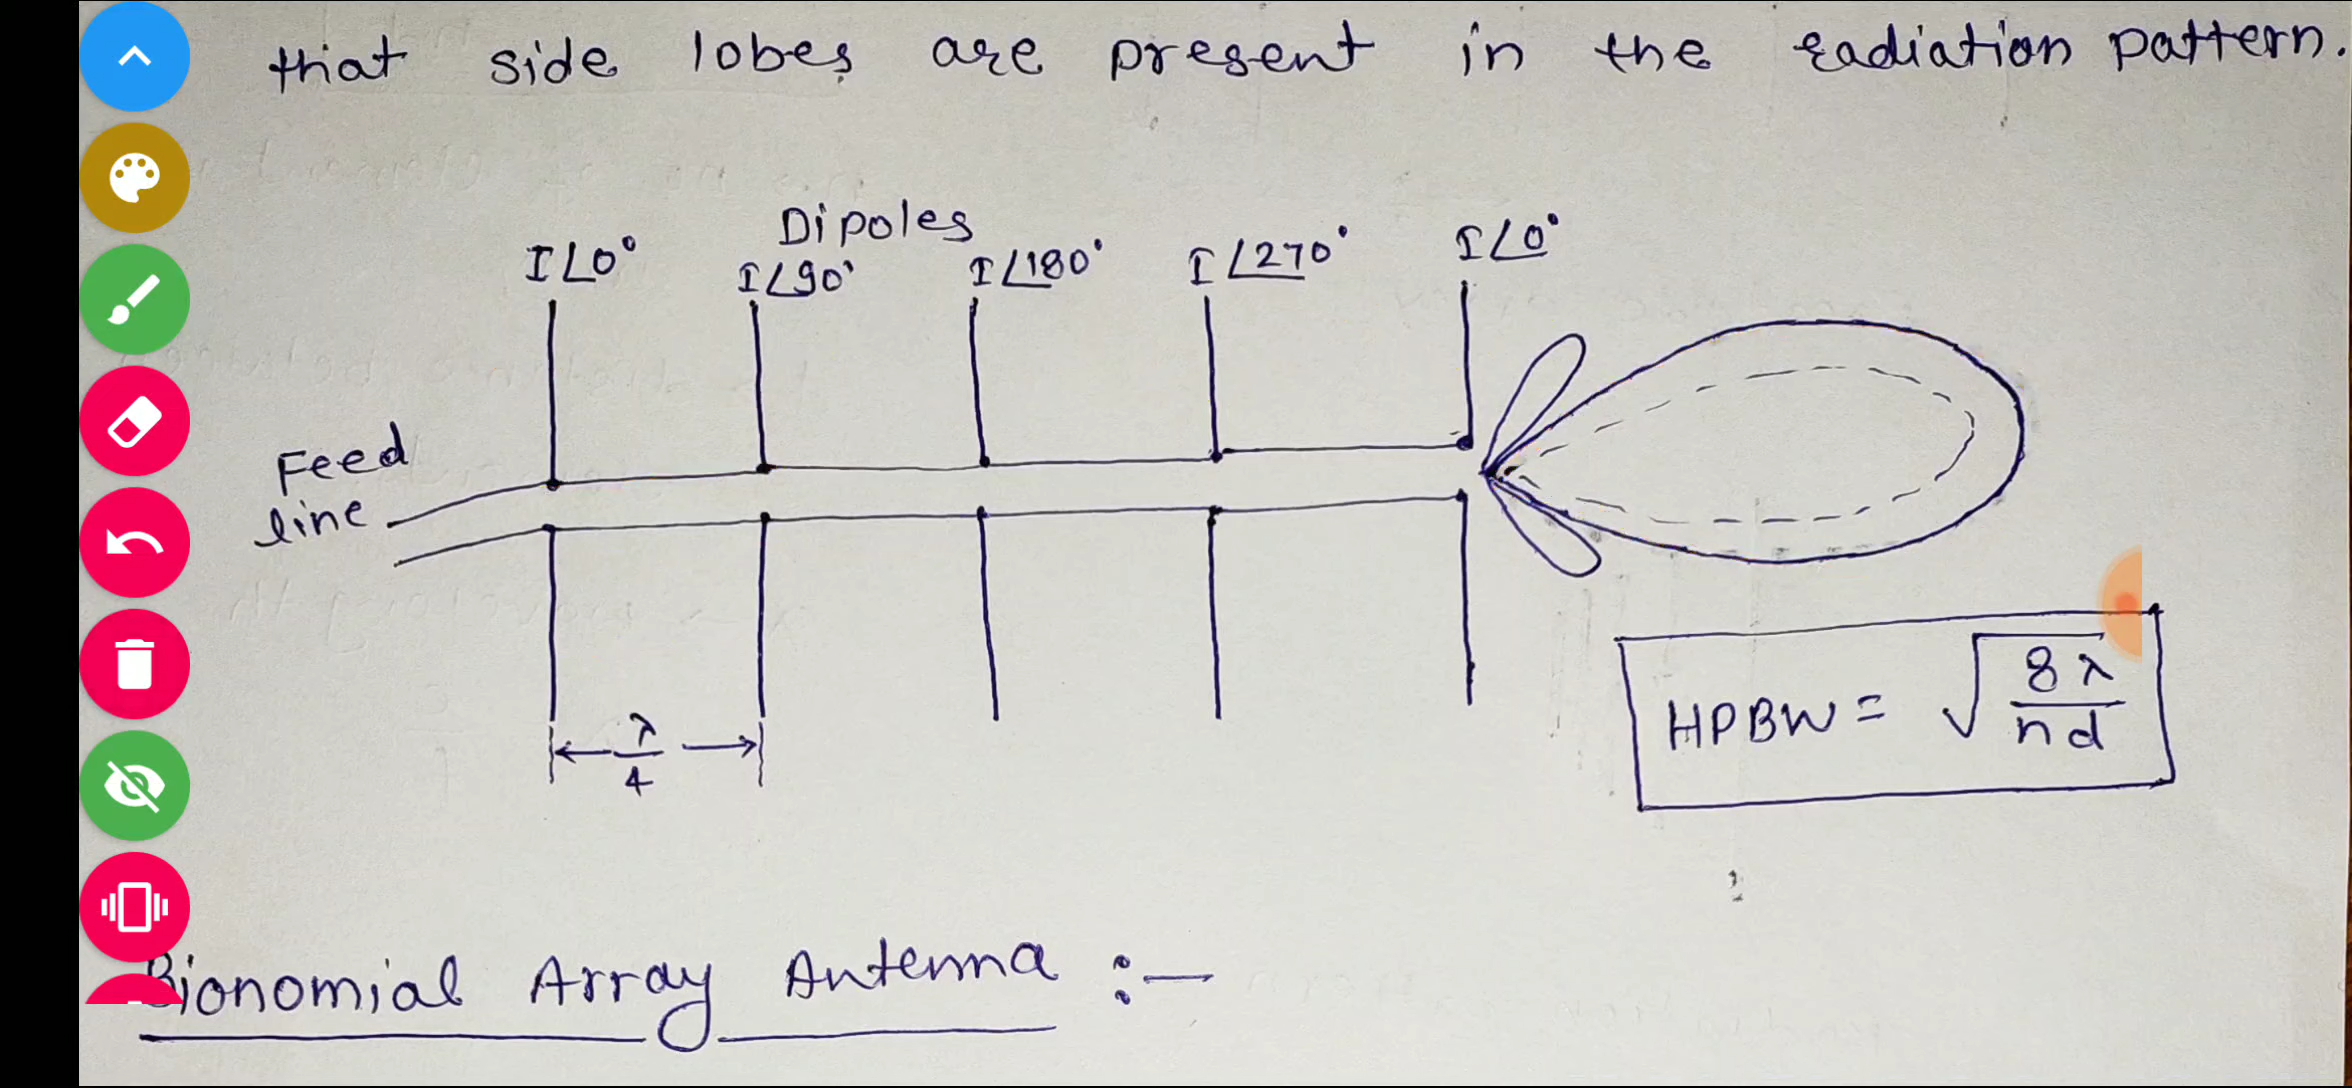 that side lobes are present in the radiation pattern.
Dipoles
I∠0° I∠90° I∠180° I∠270° I∠0°
Feed
line
λ/4
HPBW = √(8λ/nd)
Bionomial Array Antenna :-